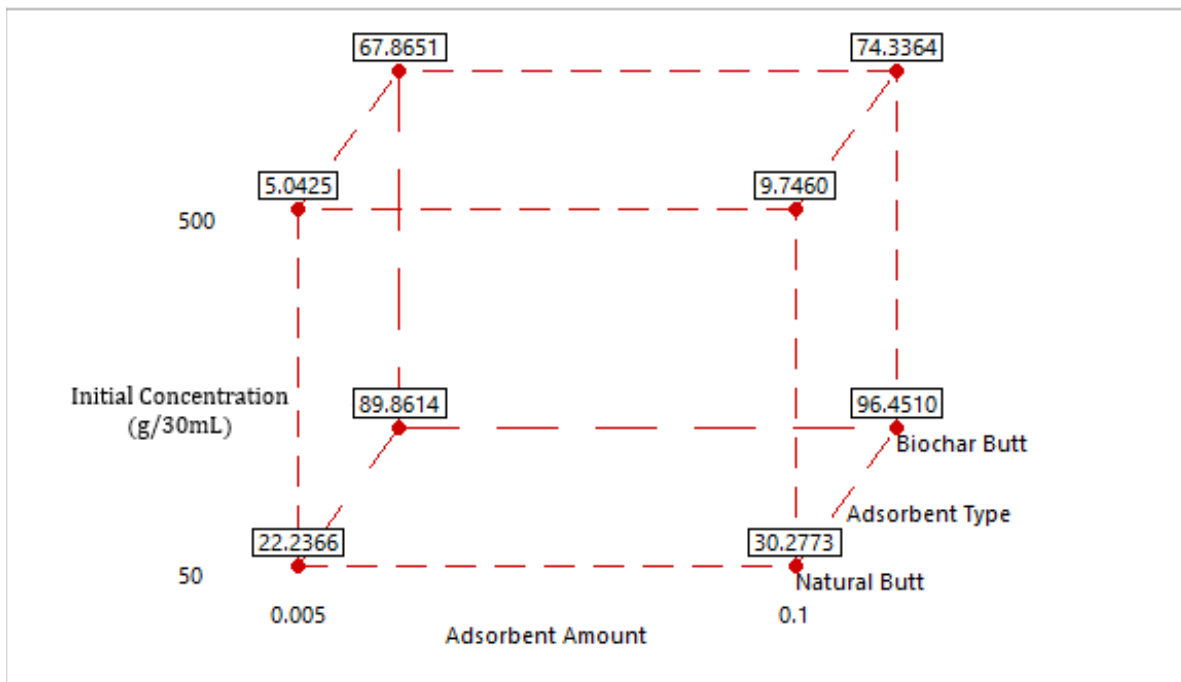 67.8651
74.3364
5.0425
9.7460
500
Initial Concentration
(g/30mL)
89.8614
96.4510
Biochar Butt
Adsorbent Type
22.2366
30.2773
50
Natural Butt
0.005
0.1
Adsorbent Amount